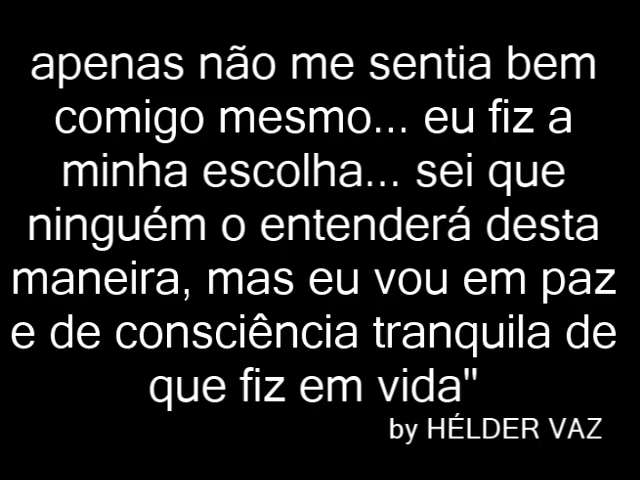 apenas não me sentia bem
comigo mesmo... eu fiz a
minha escolha... sei que
ninguém o entenderá desta
maneira, mas eu vou em paz
e de consciência tranquila de
que fiz em vida"
by HÉLDER VAZ